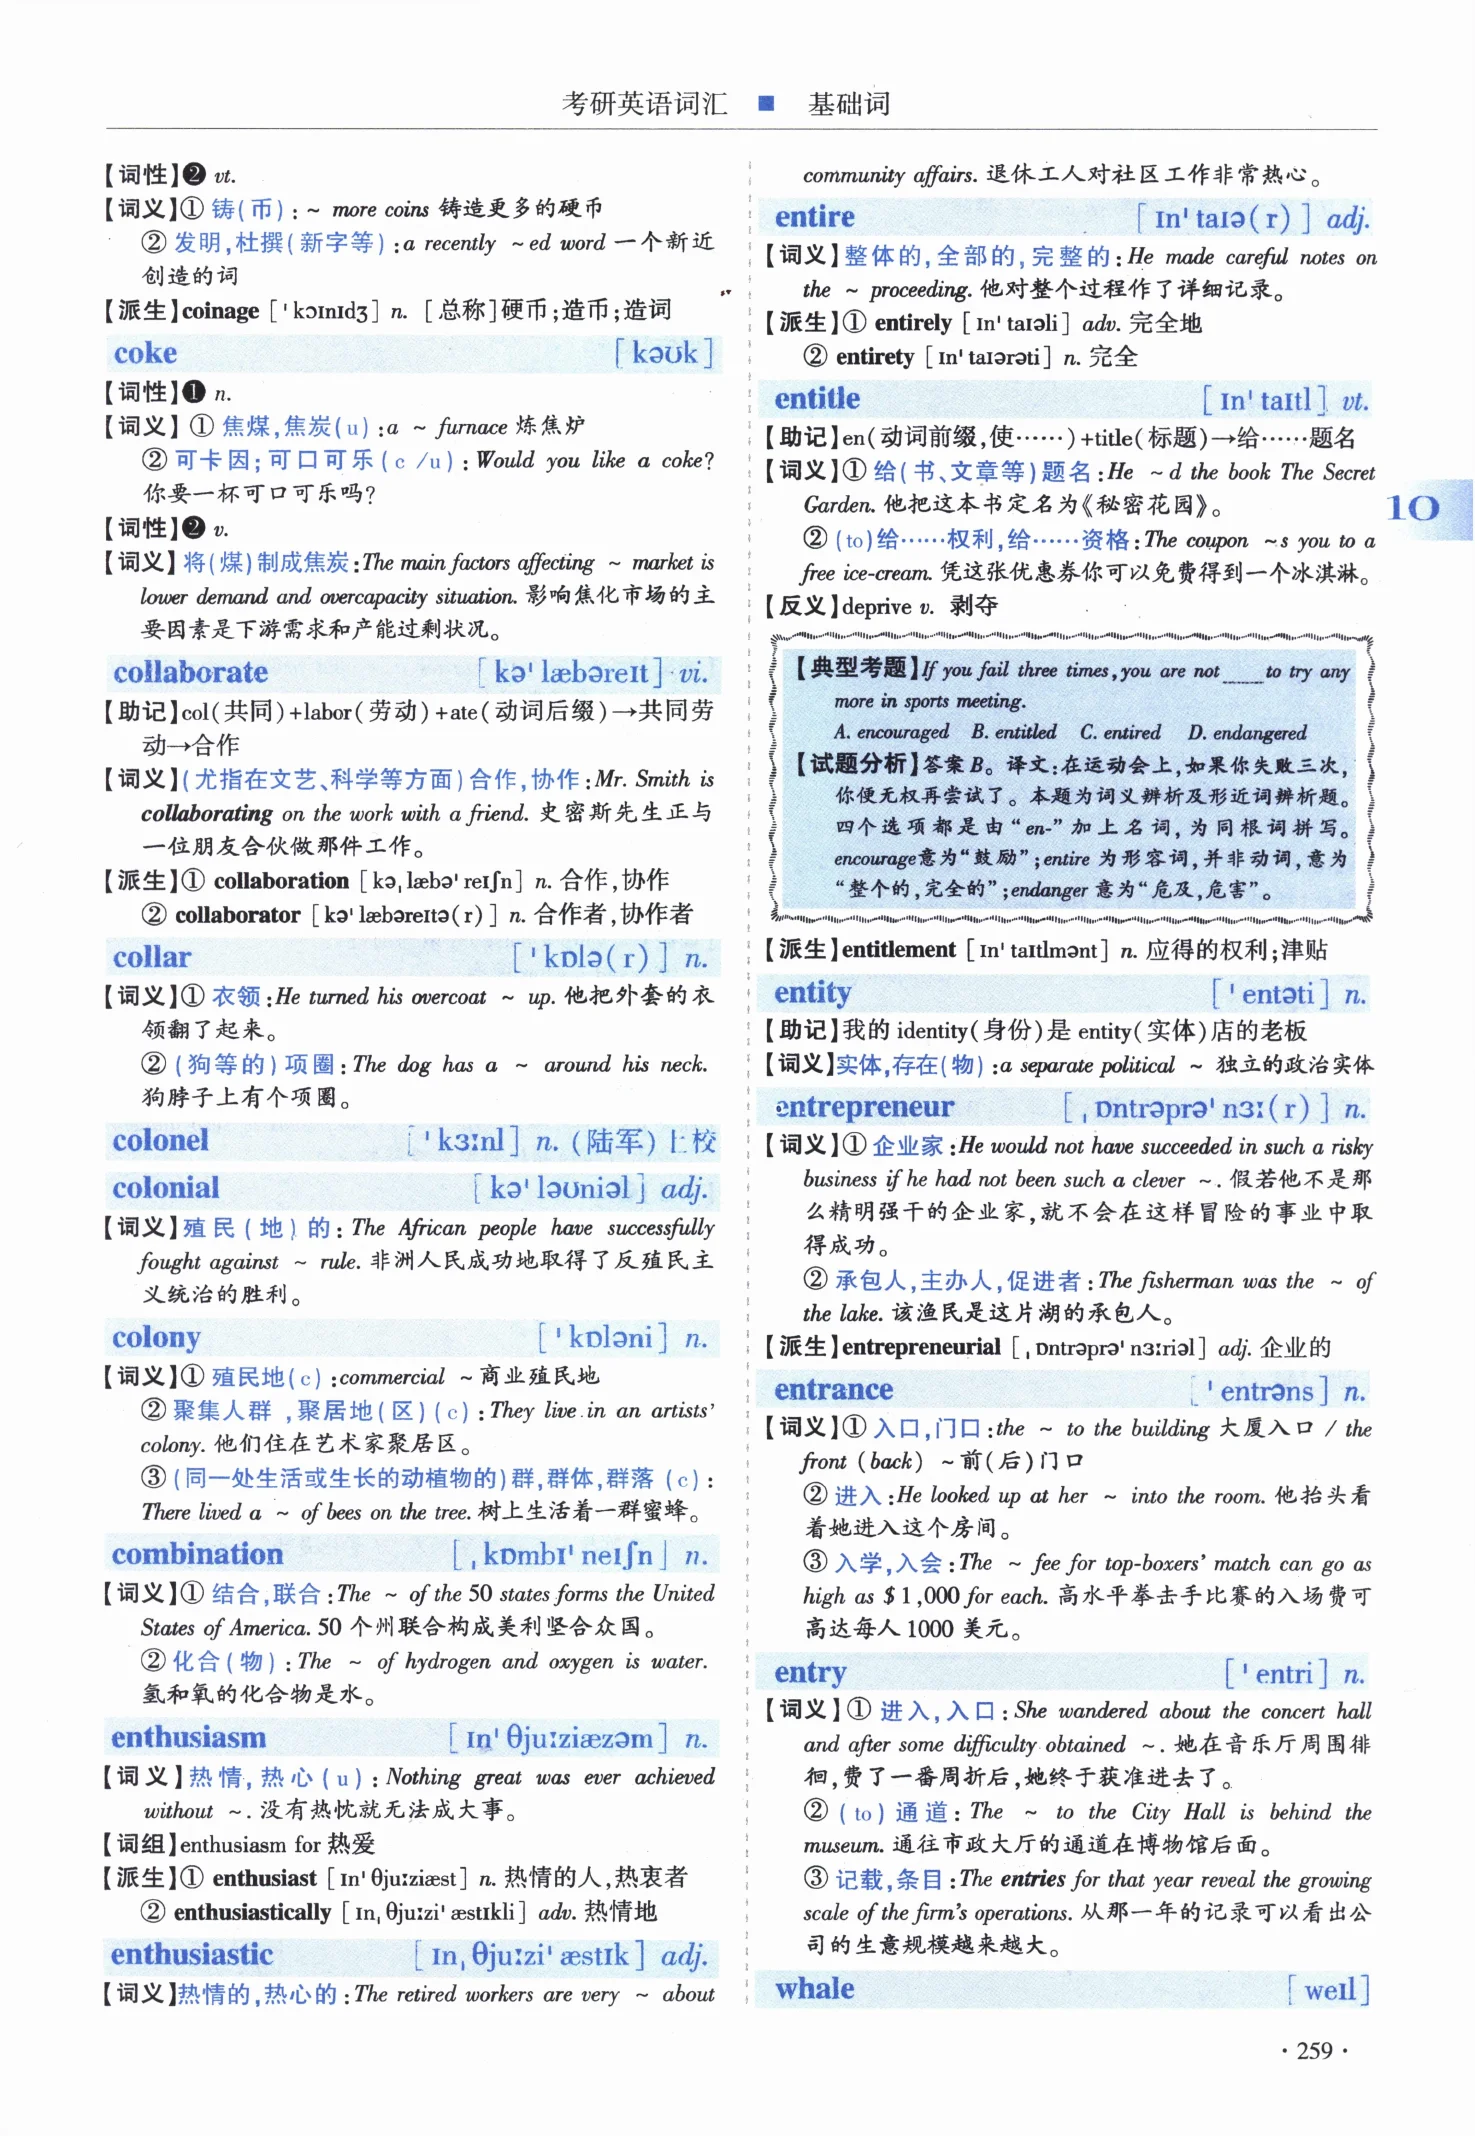 考研英语词汇 ■ 基础词
【词性】❷ vt.
【词义】① 铸(币):~ more coins 铸造更多的硬币
② 发明,杜撰(新字等):a recently ~ed word 一个新近
创造的词
【派生】coinage [ˈkɔɪnɪdʒ] n. [总称]硬币;造币;造词
coke [kəʊk]
【词性】❶ n.
【词义】① 焦煤,焦炭(u):a ~ furnace 炼焦炉
② 可卡因;可口可乐(c /u):Would you like a coke?
你要一杯可口可乐吗?
【词性】❷ v.
【词义】将(煤)制成焦炭:The main factors affecting ~ market is
lower demand and overcapacity situation. 影响焦化市场的主
要因素是下游需求和产能过剩状况。
collaborate [kəˈlæbəreɪt] vi.
【助记】col(共同)+labor(劳动)+ate(动词后缀)→共同劳
动→合作
【词义】(尤指在文艺、科学等方面)合作,协作:Mr. Smith is
collaborating on the work with a friend. 史密斯先生正与
一位朋友合伙做那件工作。
【派生】① collaboration [kəˌlæbəˈreɪʃn] n. 合作,协作
② collaborator [kəˈlæbəreɪtə(r)] n. 合作者,协作者
collar [ˈkɒlə(r)] n.
【词义】① 衣领:He turned his overcoat ~ up. 他把外套的衣
领翻了起来。
② (狗等的)项圈:The dog has a ~ around his neck.
狗脖子上有个项圈。
colonel [ˈkɜːnl] n. (陆军)上校
colonial [kəˈləʊniəl] adj.
【词义】殖民(地)的:The African people have successfully
fought against ~ rule. 非洲人民成功地取得了反殖民主
义统治的胜利。
colony [ˈkɒləni] n.
【词义】① 殖民地(c):commercial ~ 商业殖民地
② 聚集人群 ,聚居地(区)(c):They live in an artists'
colony. 他们住在艺术家聚居区。
③ (同一处生活或生长的动植物的)群,群体,群落 (c):
There lived a ~ of bees on the tree. 树上生活着一群蜜蜂。
combination [ˌkɒmbɪˈneɪʃn] n.
【词义】① 结合,联合:The ~ of the 50 states forms the United
States of America. 50 个州联合构成美利坚合众国。
② 化合(物):The ~ of hydrogen and oxygen is water.
氢和氧的化合物是水。
enthusiasm [ɪnˈθjuːziæzəm] n.
【词义】热情,热心(u):Nothing great was ever achieved
without ~. 没有热忱就无法成大事。
【词组】enthusiasm for 热爱
【派生】① enthusiast [ɪnˈθjuːziæst] n. 热情的人,热衷者
② enthusiastically [ɪnˌθjuːziˈæstɪkli] adv. 热情地
enthusiastic [ɪnˌθjuːziˈæstɪk] adj.
【词义】热情的,热心的:The retired workers are very ~ about
community affairs. 退休工人对社区工作非常热心。
entire [ɪnˈtaɪə(r)] adj.
【词义】整体的,全部的,完整的:He made careful notes on
the ~ proceeding. 他对整个过程作了详细记录。
【派生】① entirely [ɪnˈtaɪəli] adv. 完全地
② entirety [ɪnˈtaɪərəti] n. 完全
entitle [ɪnˈtaɪtl] vt.
【助记】en(动词前缀,使……)+title(标题)→给……题名
【词义】① 给(书、文章等)题名:He ~d the book The Secret
Garden. 他把这本书定名为《秘密花园》。
② (to)给……权利,给……资格:The coupon ~s you to a
free ice-cream. 凭这张优惠券你可以免费得到一个冰淇淋。
【反义】deprive v. 剥夺
【典型考题】If you fail three times,you are not ____ to try any
more in sports meeting.
A. encouraged B. entitled C. entired D. endangered
【试题分析】答案 B。译文:在运动会上,如果你失败三次,
你便无权再尝试了。本题为词义辨析及形近词辨析题。
四个选项都是由“en-”加上名词,为同根词拼写。
encourage意为“鼓励”;entire 为形容词,并非动词,意为
“整个的,完全的”;endanger 意为“危及,危害”。
【派生】entitlement [ɪnˈtaɪtlmənt] n. 应得的权利;津贴
entity [ˈentəti] n.
【助记】我的 identity(身份)是 entity(实体)店的老板
【词义】实体,存在(物):a separate political ~ 独立的政治实体
entrepreneur [ˌɒntrəprəˈnɜː(r)] n.
【词义】① 企业家:He would not have succeeded in such a risky
business if he had not been such a clever ~. 假若他不是那
么精明强干的企业家,就不会在这样冒险的事业中取
得成功。
② 承包人,主办人,促进者:The fisherman was the ~ of
the lake. 该渔民是这片湖的承包人。
【派生】entrepreneurial [ˌɒntrəprəˈnɜːriəl] adj. 企业的
entrance [ˈentrəns] n.
【词义】① 入口,门口:the ~ to the building 大厦入口 / the
front (back) ~ 前(后)门口
② 进入:He looked up at her ~ into the room. 他抬头看
着她进入这个房间。
③ 入学,入会:The ~ fee for top-boxers' match can go as
high as $1,000 for each. 高水平拳击手比赛的入场费可
高达每人 1000 美元。
entry [ˈentri] n.
【词义】① 进入,入口:She wandered about the concert hall
and after some difficulty obtained ~. 她在音乐厅周围徘
徊,费了一番周折后,她终于获准进去了。
② (to)通道:The ~ to the City Hall is behind the
museum. 通往市政大厅的通道在博物馆后面。
③ 记载,条目:The entries for that year reveal the growing
scale of the firm's operations. 从那一年的记录可以看出公
司的生意规模越来越大。
whale [weɪl]
10
·259·